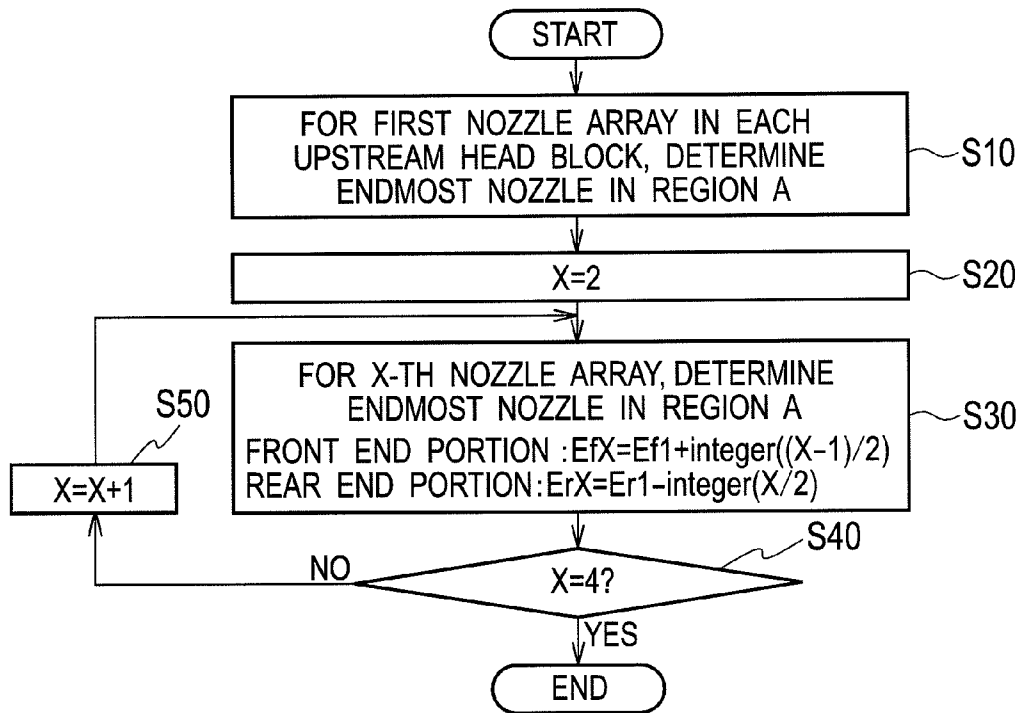 START
FOR FIRST NOZZLE ARRAY IN EACH
UPSTREAM HEAD BLOCK, DETERMINE
ENDMOST NOZZLE IN REGION A
S10
X=2
S20
FOR X-TH NOZZLE ARRAY, DETERMINE
ENDMOST NOZZLE IN REGION A
FRONT END PORTION :EfX=Ef1+integer((X-1)/2)
REAR END PORTION:ErX=Er1-integer(X/2)
S30
S50
X=X+1
S40
X=4?
NO
YES
END